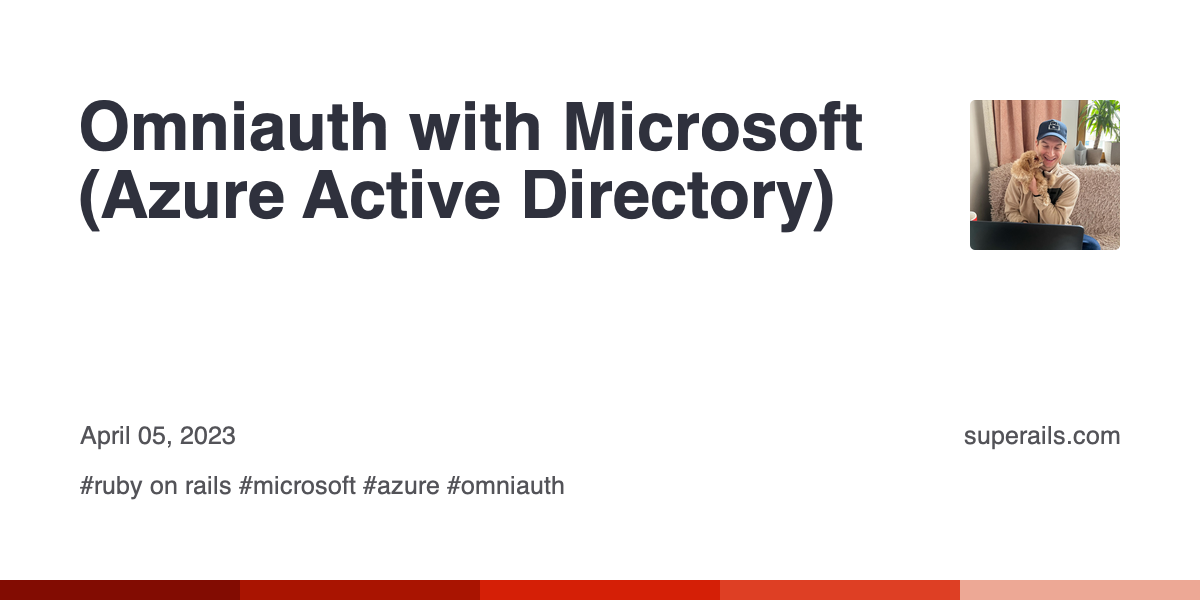 Omniauth with Microsoft
(Azure Active Directory)
April 05, 2023
superails.com
#ruby on rails #microsoft #azure #omniauth